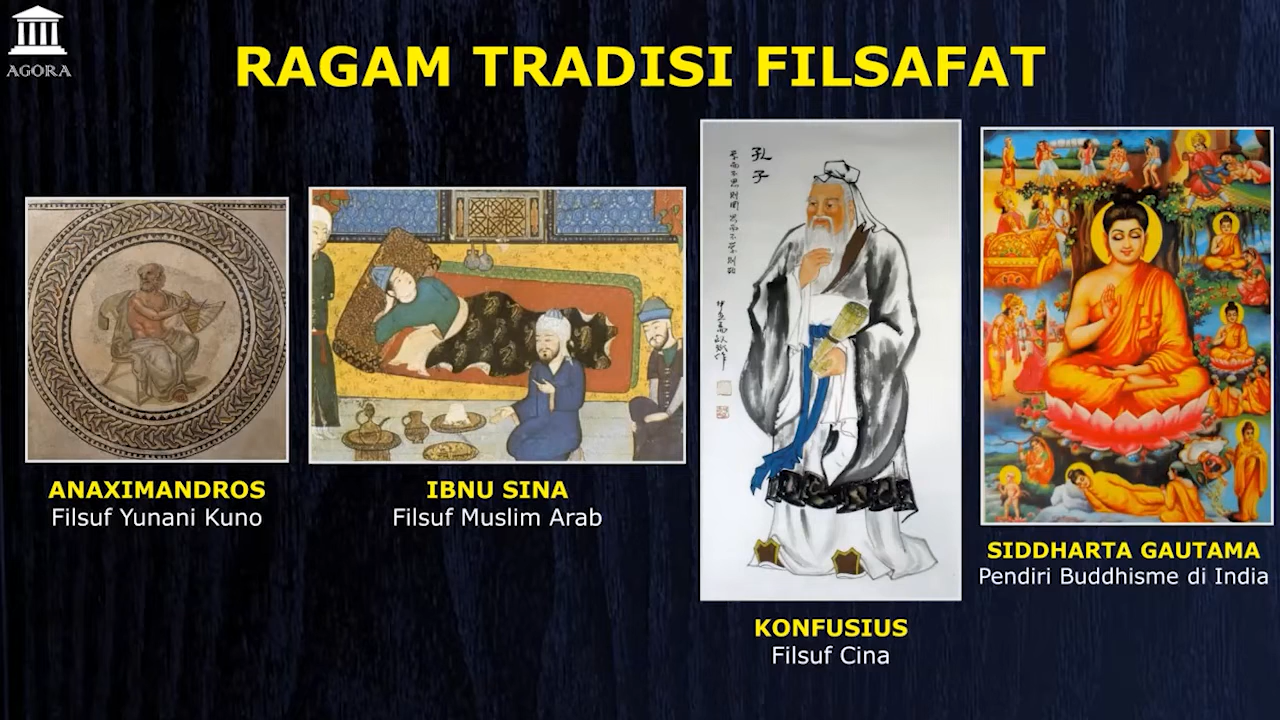 AGORA
RAGAM TRADISI FILSAFAT
ANAXIMANDROS
Filsuf Yunani Kuno
IBNU SINA
Filsuf Muslim Arab
孔子
KONFUSIUS
Filsuf Cina
SIDDHARTA GAUTAMA
Pendiri Buddhisme di India